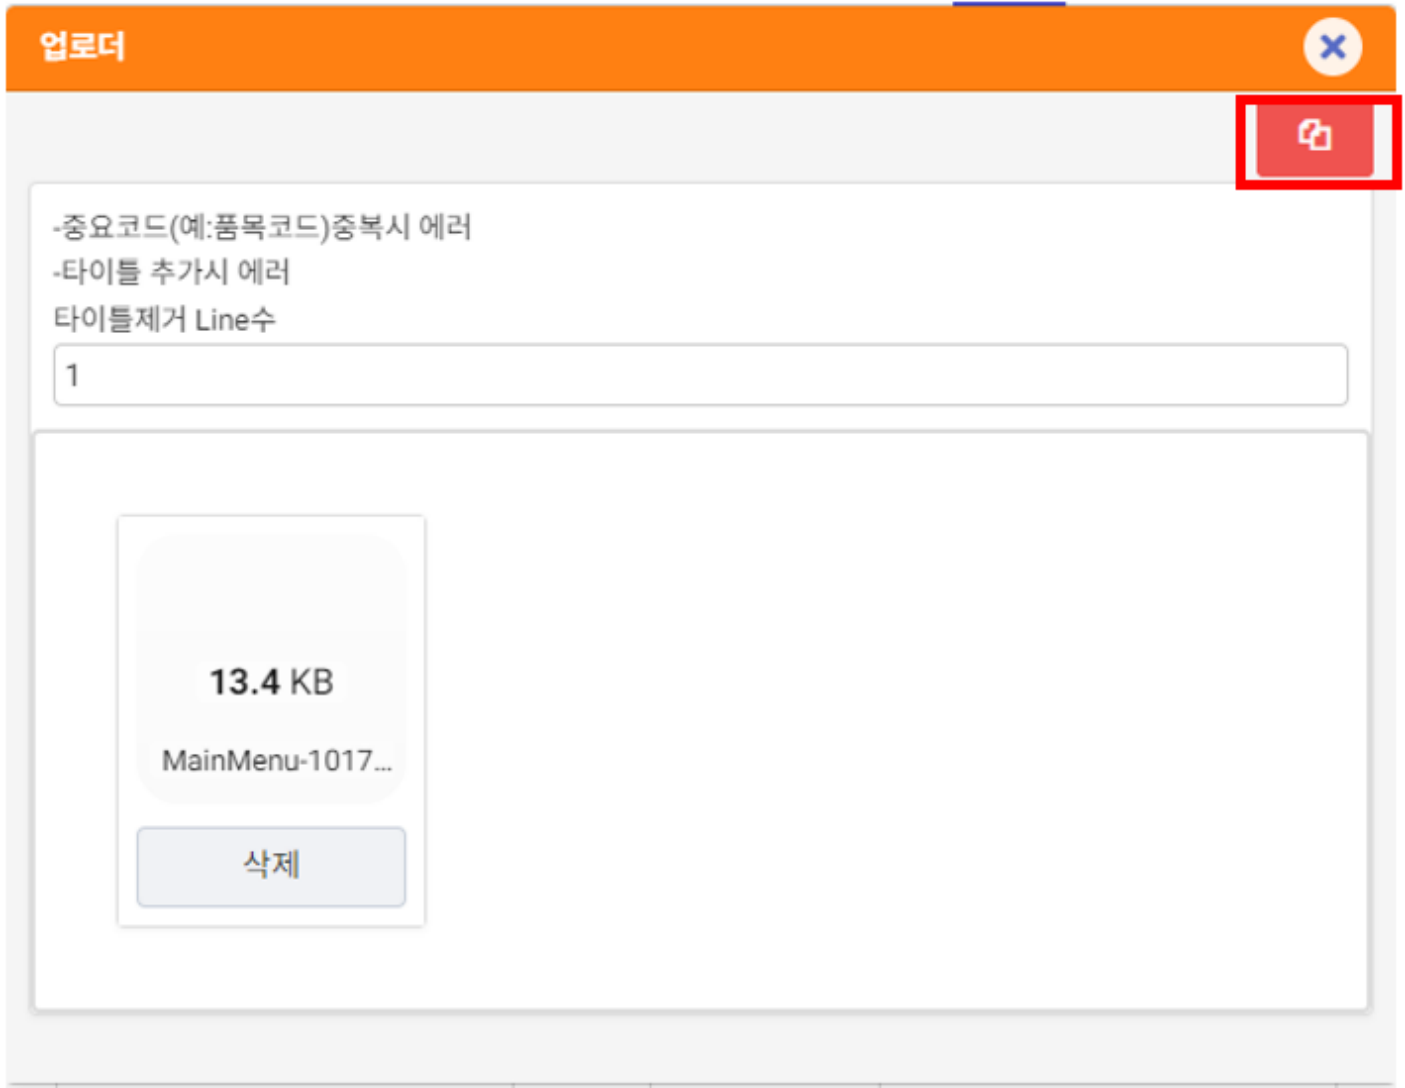 업로더
-중요코드(예:품목코드)중복시 에러
-타이틀 추가시 에러
타이틀제거 Line수
1
13.4 KB
MainMenu-1017...
삭제